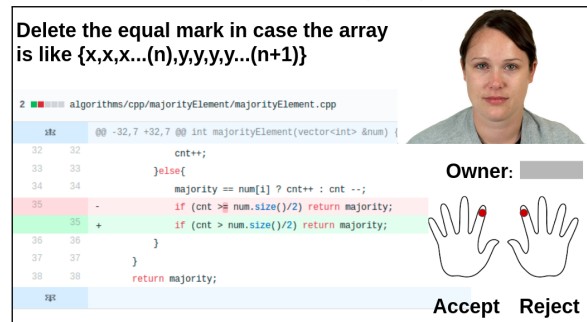 Delete the equal mark in case the array
is like {x,x,x...(n),y,y,y,y...(n+1)}
2 algorithms/cpp/majorityElement/majorityElement.cpp
@@ -32,7 +32,7 @@ int majorityElement(vector<int> &num) {
32 32 cnt++;
33 33 }else{
34 34 majority == num[i] ? cnt++ : cnt --;
35 - if (cnt >= num.size()/2) return majority;
35 + if (cnt > num.size()/2) return majority;
36 36 }
37 37 }
38 38 return majority;
Owner:
Accept Reject